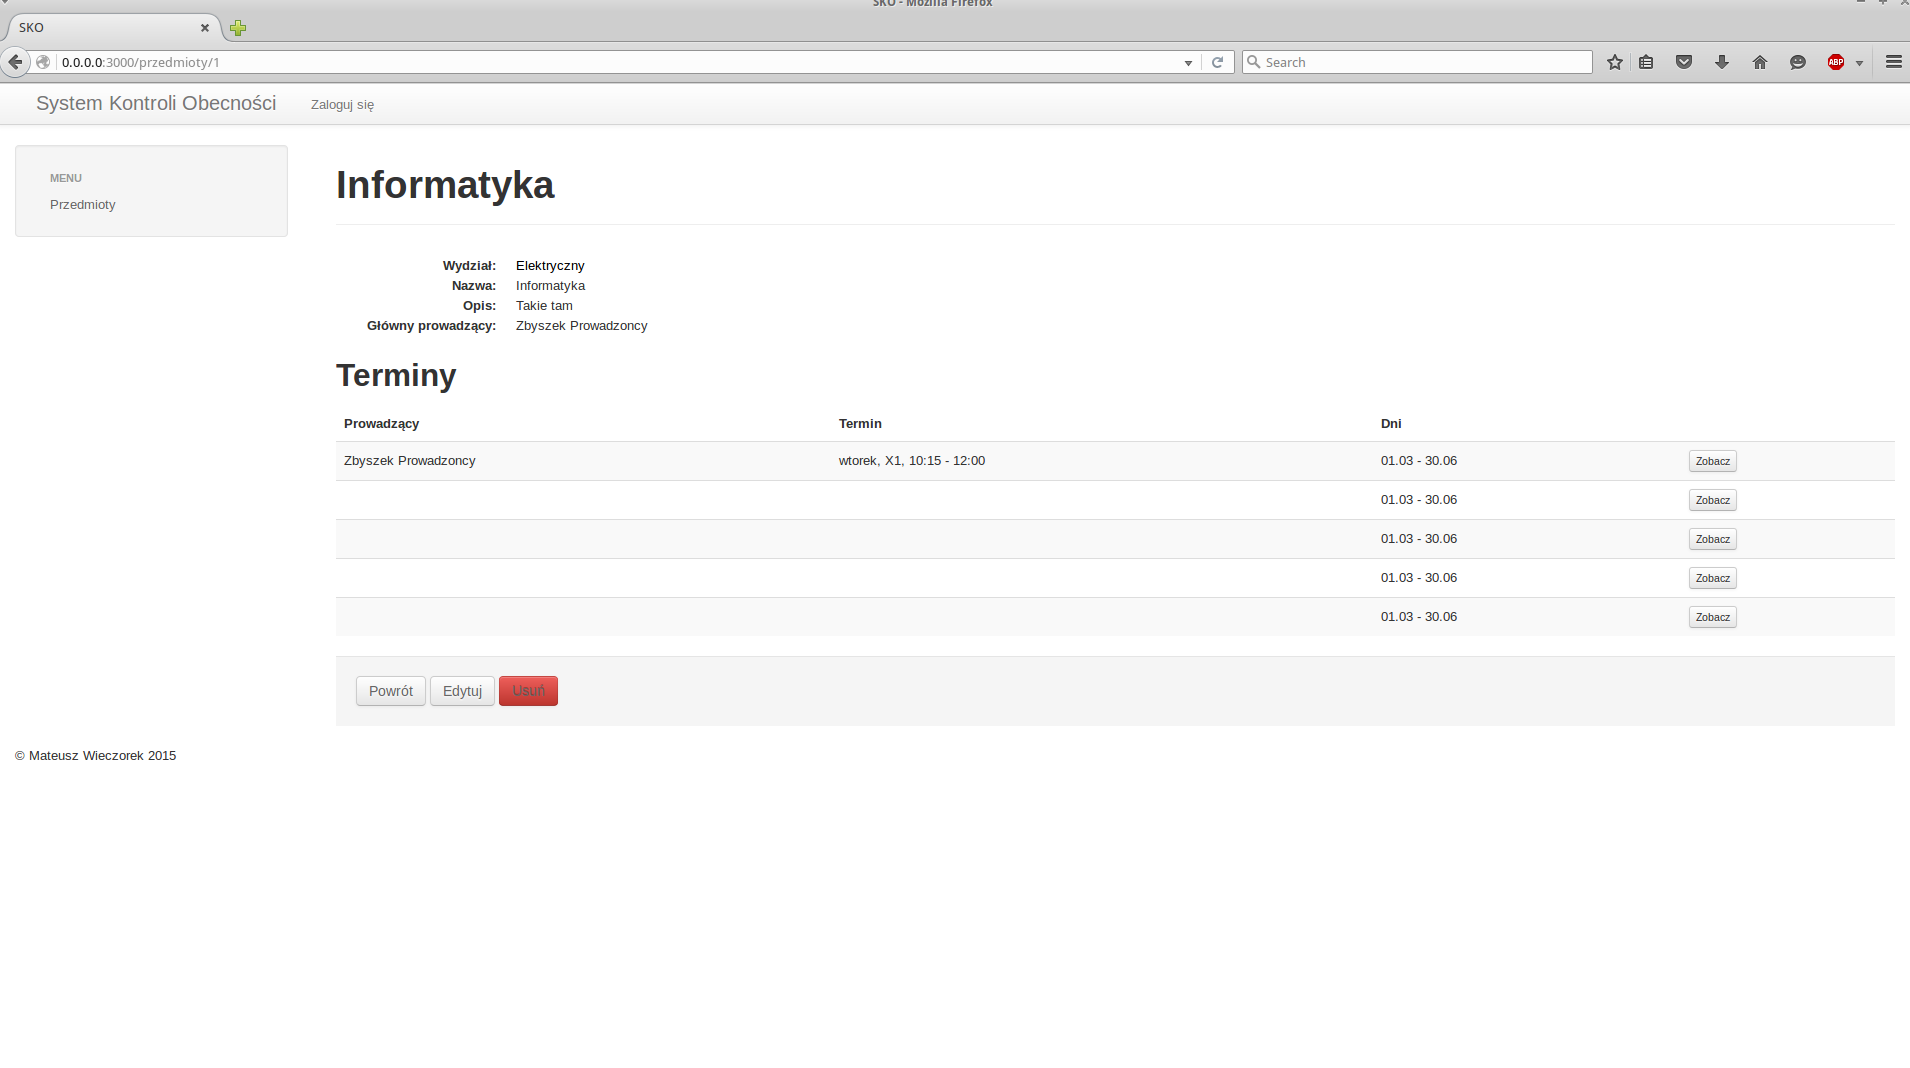 SKO - Mozilla Firefox
SKO
0.0.0.0:3000/przedmioty/1
Search
ABP
System Kontroli Obecności Zaloguj się
MENU
Przedmioty
Informatyka
Wydział: Elektryczny
Nazwa: Informatyka
Opis: Takie tam
Główny prowadzący: Zbyszek Prowadzoncy
Terminy
Prowadzący Termin Dni
Zbyszek Prowadzoncy wtorek, X1, 10:15 - 12:00 01.03 - 30.06 Zobacz
01.03 - 30.06 Zobacz
01.03 - 30.06 Zobacz
01.03 - 30.06 Zobacz
01.03 - 30.06 Zobacz
Powrót Edytuj Usuń
© Mateusz Wieczorek 2015